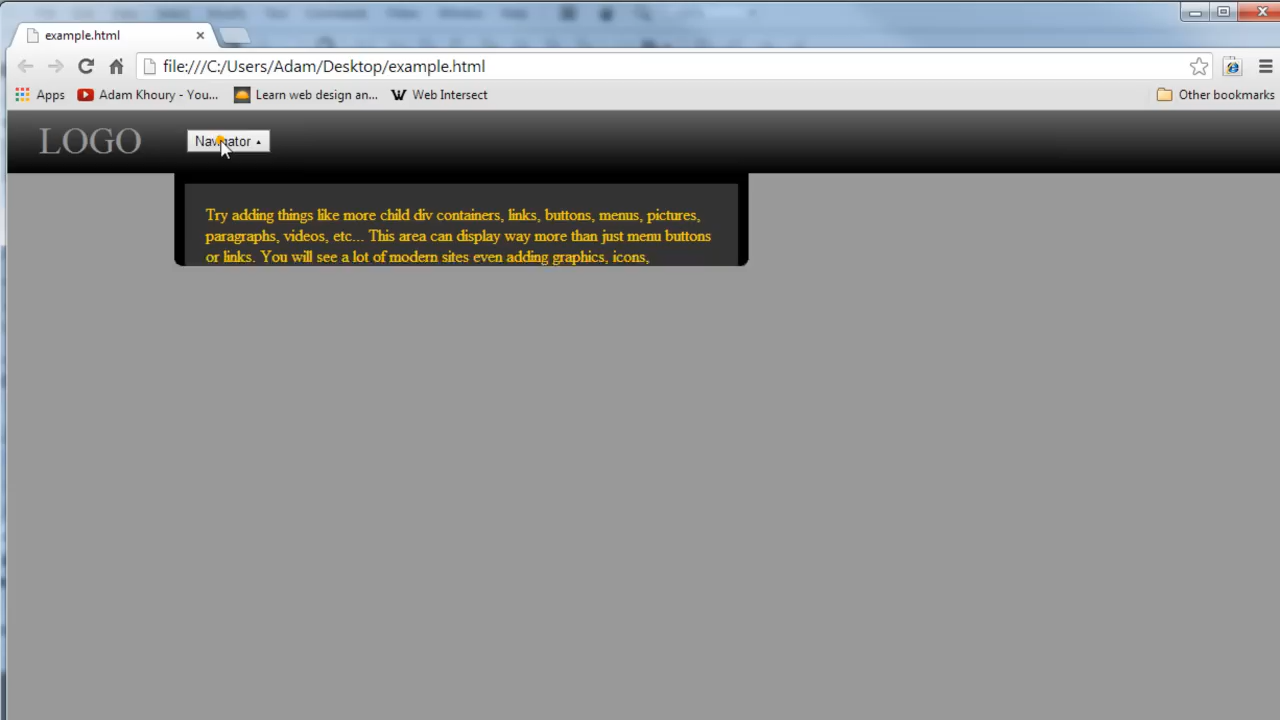 example.html
file:///C:/Users/Adam/Desktop/example.html
Apps Adam Khoury - You... Learn web design an... Web Intersect Other bookmarks
LOGO Navigator
Try adding things like more child div containers, links, buttons, menus, pictures,
paragraphs, videos, etc... This area can display way more than just menu buttons
or links. You will see a lot of modern sites even adding graphics, icons,